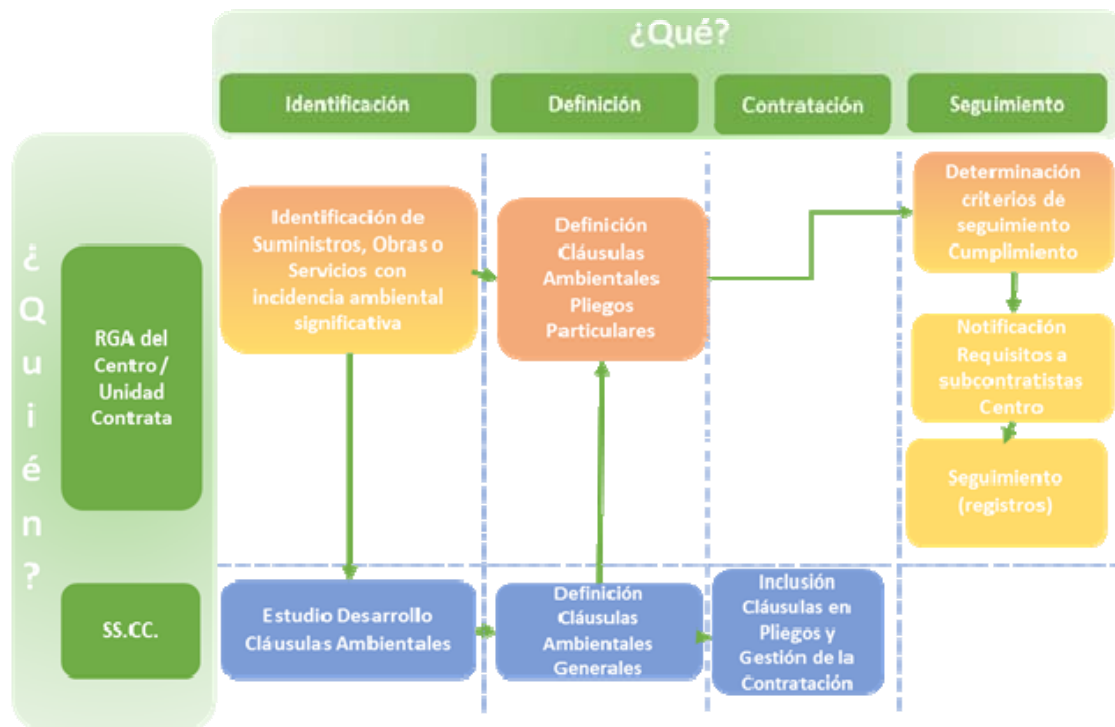 ¿Qué?
Identificación
Definición
Contratación
Seguimiento
¿Quién?
RGA del
Centro /
Unidad
Contrata
Identificación de
Suministros, Obras o
Servicios con
incidencia ambiental
significativa
Definición
Cláusulas
Ambientales
Pliegos
Particulares
Determinación
criterios de
seguimiento
Cumplimiento
Notificación
Requisitos a
subcontratistas
Centro
Seguimiento
(registros)
SS.CC.
Estudio Desarrollo
Cláusulas Ambientales
Definición
Cláusulas
Ambientales
Generales
Inclusión
Cláusulas en
Pliegos y
Gestión de la
Contratación